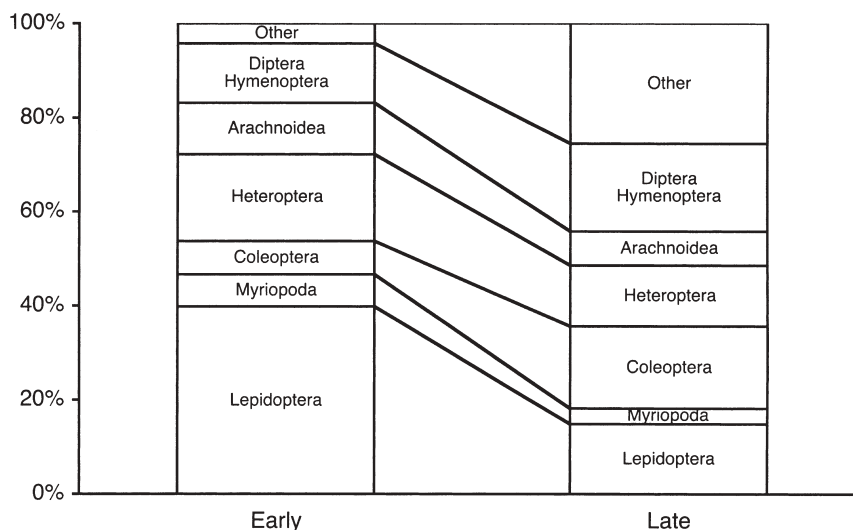 100%
80%
60%
40%
20%
0%
Other
Diptera
Hymenoptera
Arachnoidea
Heteroptera
Coleoptera
Myriopoda
Lepidoptera
Other
Diptera
Hymenoptera
Arachnoidea
Heteroptera
Coleoptera
Myriopoda
Lepidoptera
Early
Late